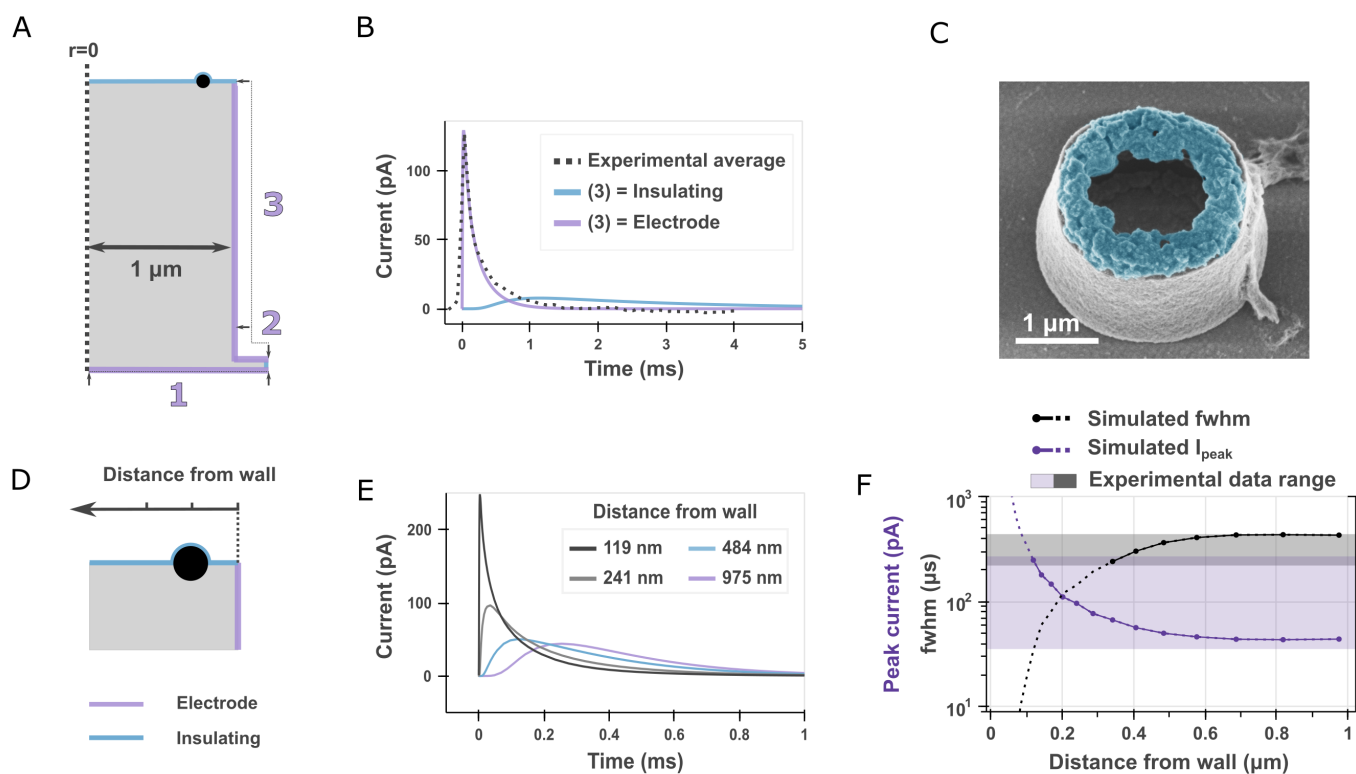 A
r=0
1 µm
3
2
1
B
Current (pA)
100
50
0
Experimental average
(3) = Insulating
(3) = Electrode
0
1
2
3
4
5
Time (ms)
C
1 µm
D
Distance from wall
Electrode
Insulating
E
Current (pA)
200
100
0
Distance from wall
119 nm
484 nm
241 nm
975 nm
0
0.2
0.4
0.6
0.8
1
Time (ms)
Simulated fwhm
Simulated Ipeak
Experimental data range
F
Peak current (pA)
fwhm (µs)
10³
10²
10¹
0
0.2
0.4
0.6
0.8
1
Distance from wall (µm)